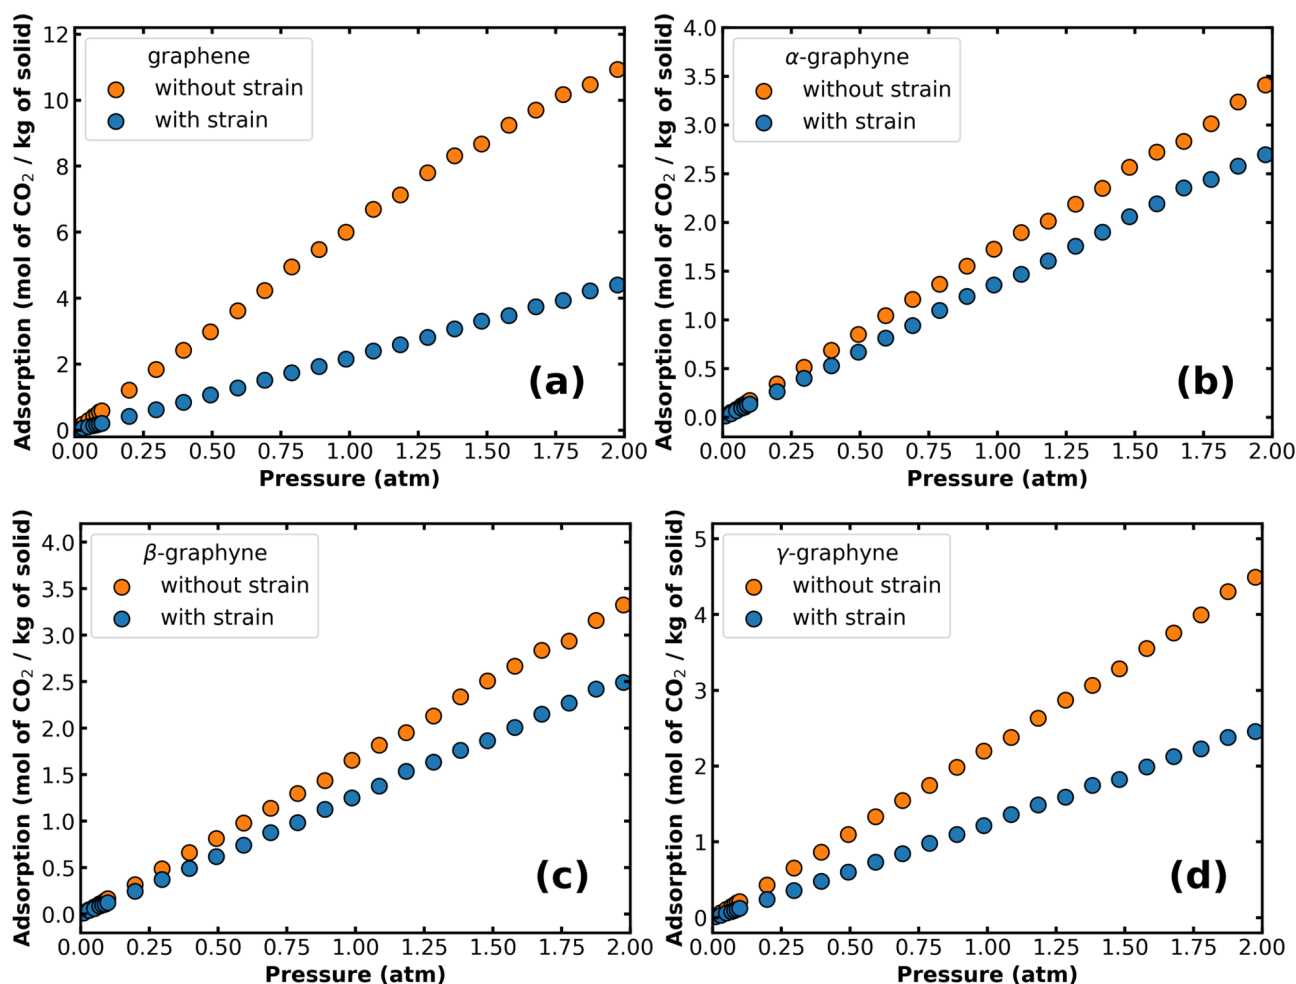 graphene
without strain
with strain
(a)
12
10
8
6
4
2
0
0.00 0.25 0.50 0.75 1.00 1.25 1.50 1.75 2.00
Pressure (atm)
Adsorption (mol of CO₂ / kg of solid)
α-graphyne
without strain
with strain
(b)
4.0
3.5
3.0
2.5
2.0
1.5
1.0
0.5
0.0
0.00 0.25 0.50 0.75 1.00 1.25 1.50 1.75 2.00
Pressure (atm)
Adsorption (mol of CO₂ / kg of solid)
β-graphyne
without strain
with strain
(c)
4.0
3.5
3.0
2.5
2.0
1.5
1.0
0.5
0.0
0.00 0.25 0.50 0.75 1.00 1.25 1.50 1.75 2.00
Pressure (atm)
Adsorption (mol of CO₂ / kg of solid)
γ-graphyne
without strain
with strain
(d)
5
4
3
2
1
0
0.00 0.25 0.50 0.75 1.00 1.25 1.50 1.75 2.00
Pressure (atm)
Adsorption (mol of CO₂ / kg of solid)